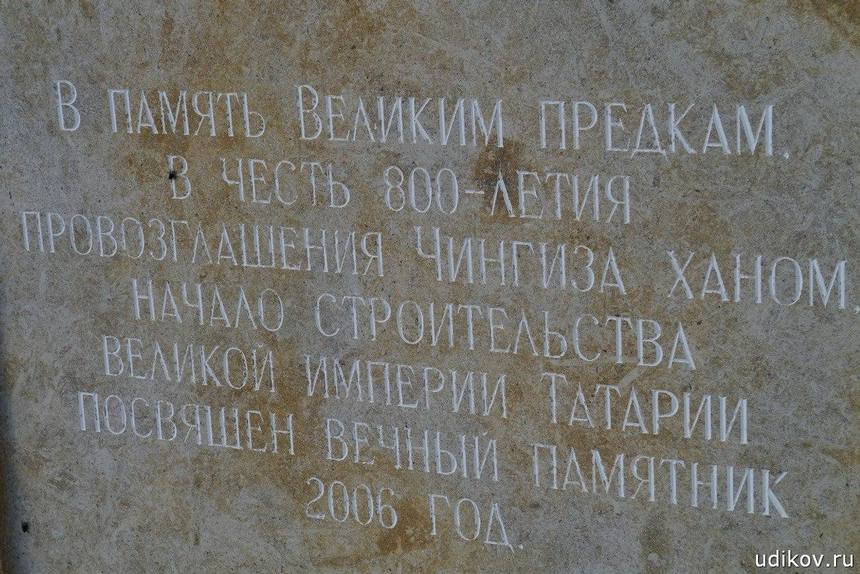 В ПАМЯТЬ ВЕЛИКИМ ПРЕДКАМ,
В ЧЕСТЬ 800-ЛЕТИЯ
ПРОВОЗГЛАШЕНИЯ ЧИНГИЗА ХАНОМ,
НАЧАЛО СТРОИТЕЛЬСТВА
ВЕЛИКОЙ ИМПЕРИИ ТАТАРИИ
ПОСВЯЩЕН ВЕЧНЫЙ ПАМЯТНИК
2006 ГОД.
udikov.ru